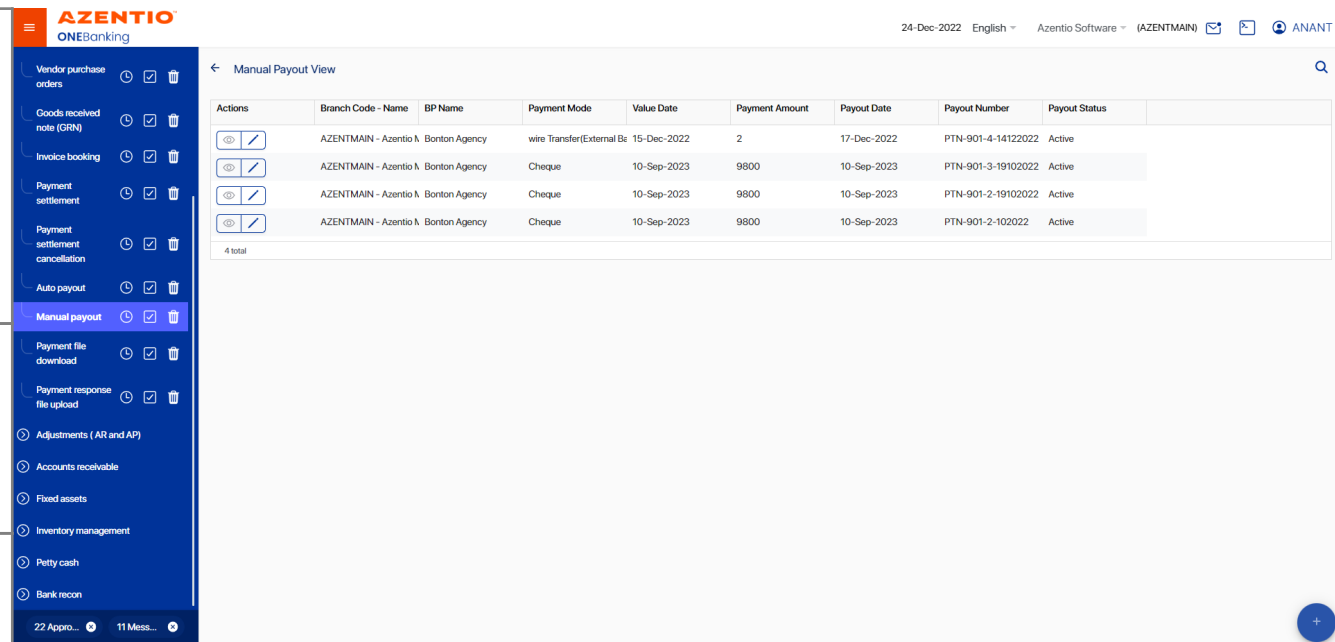 AZENTIO
ONEBanking
24-Dec-2022 English Azentio Software (AZENTMAIN) ANANT
Vendor purchase
orders
Goods received
note (GRN)
Invoice booking
Payment
settlement
Payment
settlement
cancellation
Auto payout
Manual payout
Payment file
download
Payment response
file upload
Adjustments ( AR and AP)
Accounts receivable
Fixed assets
Inventory management
Petty cash
Bank recon
22 Appro... 11 Mess...
Manual Payout View
Actions Branch Code - Name BP Name Payment Mode Value Date Payment Amount Payout Date Payout Number Payout Status
AZENTMAIN - Azentio Bonton Agency wire Transfer(External Ba 15-Dec-2022 2 17-Dec-2022 PTN-901-4-14122022 Active
AZENTMAIN - Azentio Bonton Agency Cheque 10-Sep-2023 9800 10-Sep-2023 PTN-901-3-19102022 Active
AZENTMAIN - Azentio Bonton Agency Cheque 10-Sep-2023 9800 10-Sep-2023 PTN-901-2-19102022 Active
AZENTMAIN - Azentio Bonton Agency Cheque 10-Sep-2023 9800 10-Sep-2023 PTN-901-2-102022 Active
4 total